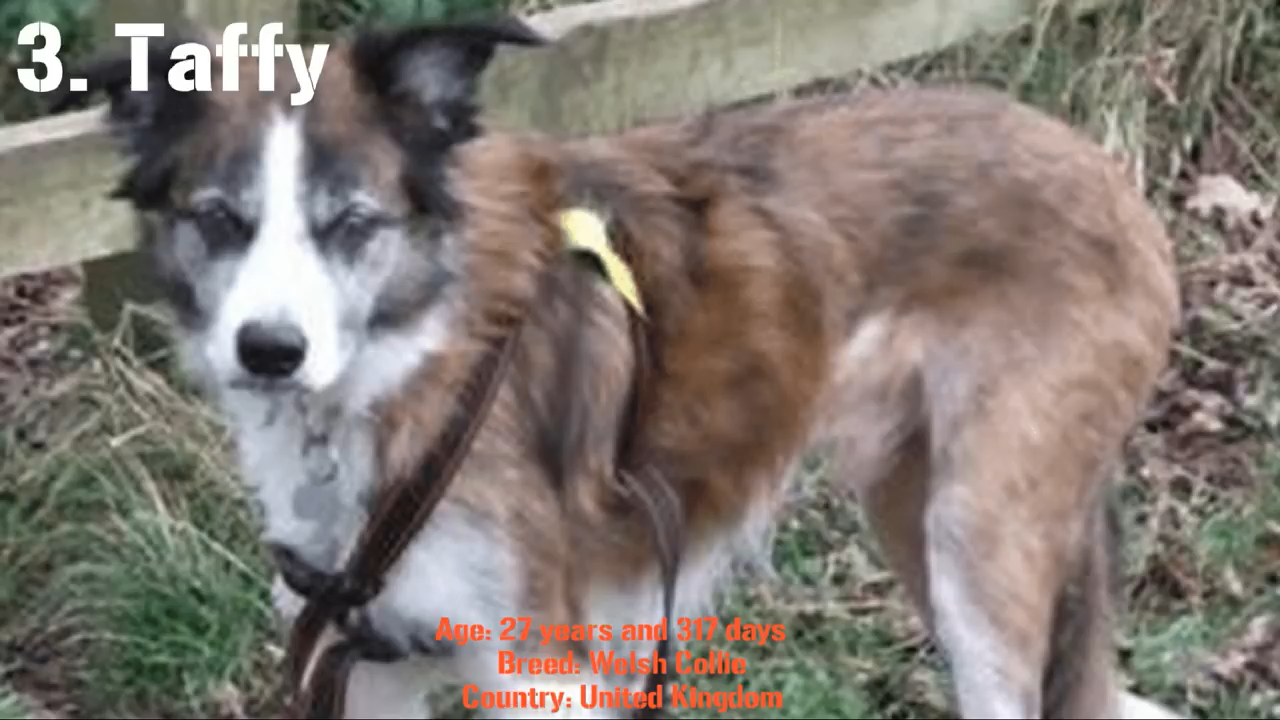 3. Taffy
Age: 27 years and 317 days
Breed: Welsh Collie
Country: United Kingdom